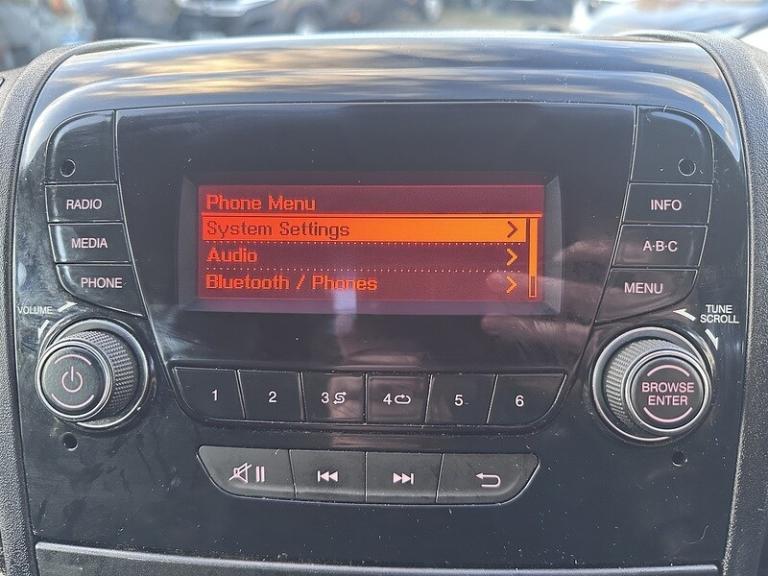 Phone Menu
System Settings
Audio
Bluetooth / Phones
RADIO
MEDIA
PHONE
VOLUME
INFO
A·B·C
MENU
TUNE
SCROLL
BROWSE
ENTER
1
2
3
4
5
6